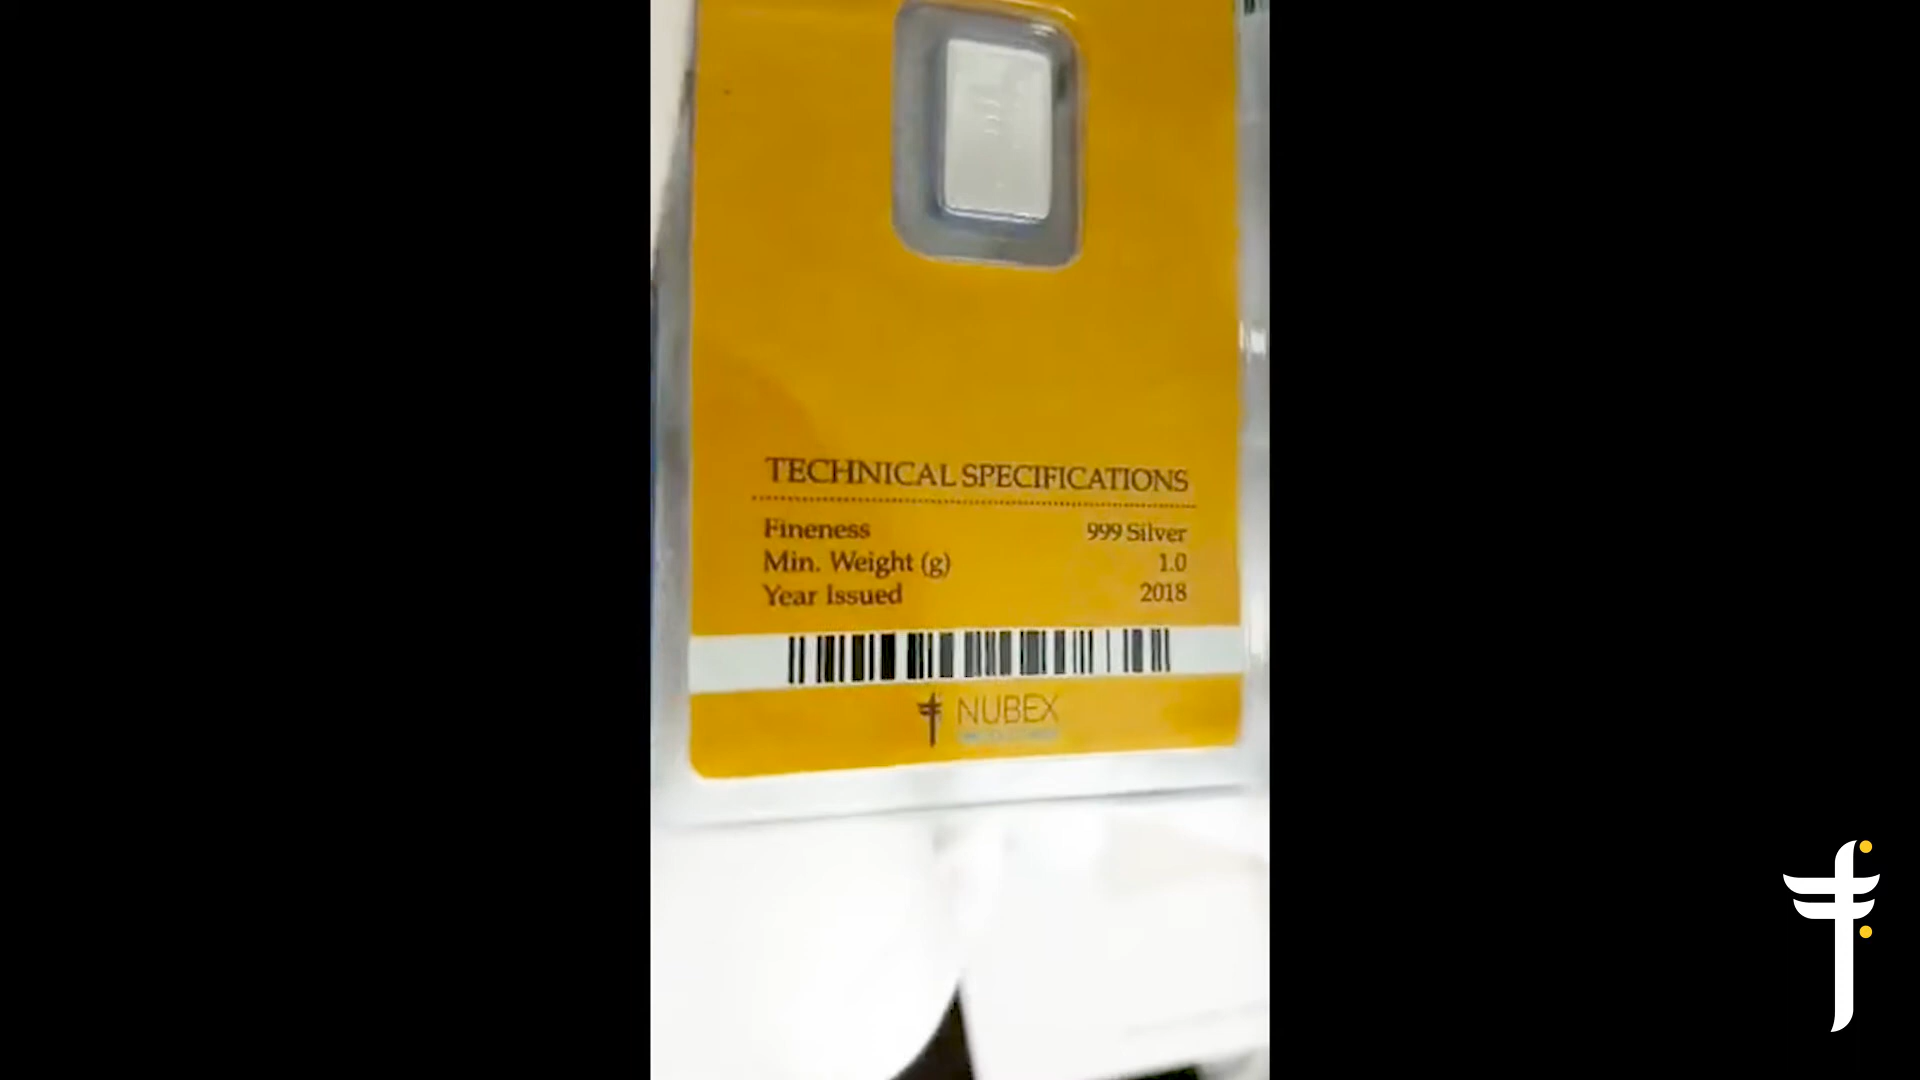 TECHNICAL SPECIFICATIONS
Fineness 999 Silver
Min. Weight (g) 1.0
Year Issued 2018
NUBEX